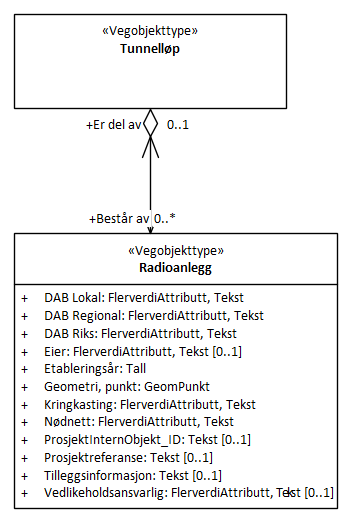 «Vegobjekttype»
Tunnelløp
+Er del av 0..1
+Består av 0..*
«Vegobjekttype»
Radioanlegg
+ DAB Lokal: FlerverdiAttributt, Tekst
+ DAB Regional: FlerverdiAttributt, Tekst
+ DAB Riks: FlerverdiAttributt, Tekst
+ Eier: FlerverdiAttributt, Tekst [0..1]
+ Etableringsår: Tall
+ Geometri, punkt: GeomPunkt
+ Kringkasting: FlerverdiAttributt, Tekst
+ Nødnett: FlerverdiAttributt, Tekst
+ ProsjektInternObjekt_ID: Tekst [0..1]
+ Prosjektreferanse: Tekst [0..1]
+ Tilleggsinformasjon: Tekst [0..1]
+ Vedlikeholdsansvarlig: FlerverdiAttributt, Tekst [0..1]